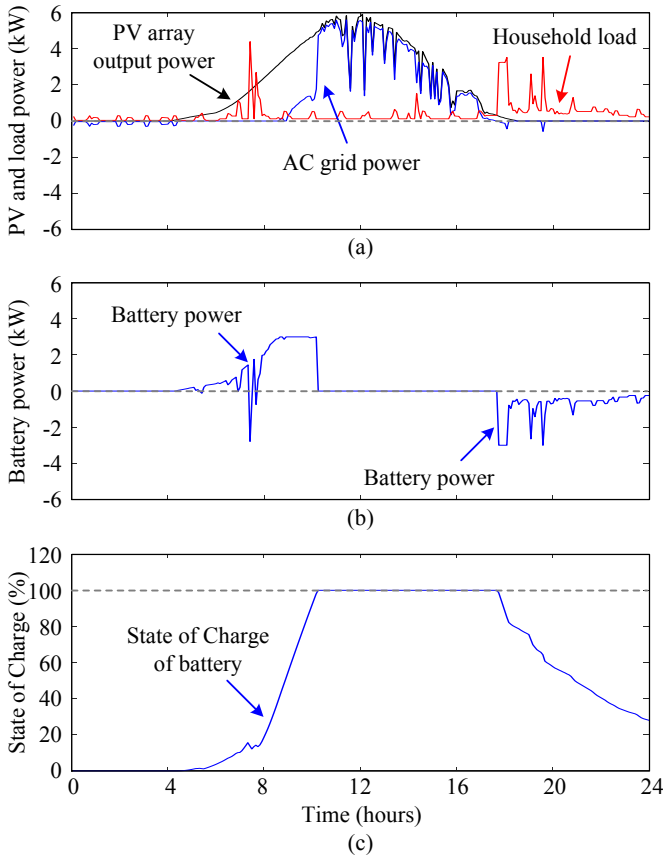 6
4
2
0
-2
-4
-6
PV and load power (kW)
PV array
output power
Household load
AC grid power
(a)
6
4
2
0
-2
-4
-6
Battery power (kW)
Battery power
Battery power
(b)
120
100
80
60
40
20
0
State of Charge (%)
State of Charge
of battery
0 4 8 12 16 20 24
Time (hours)
(c)